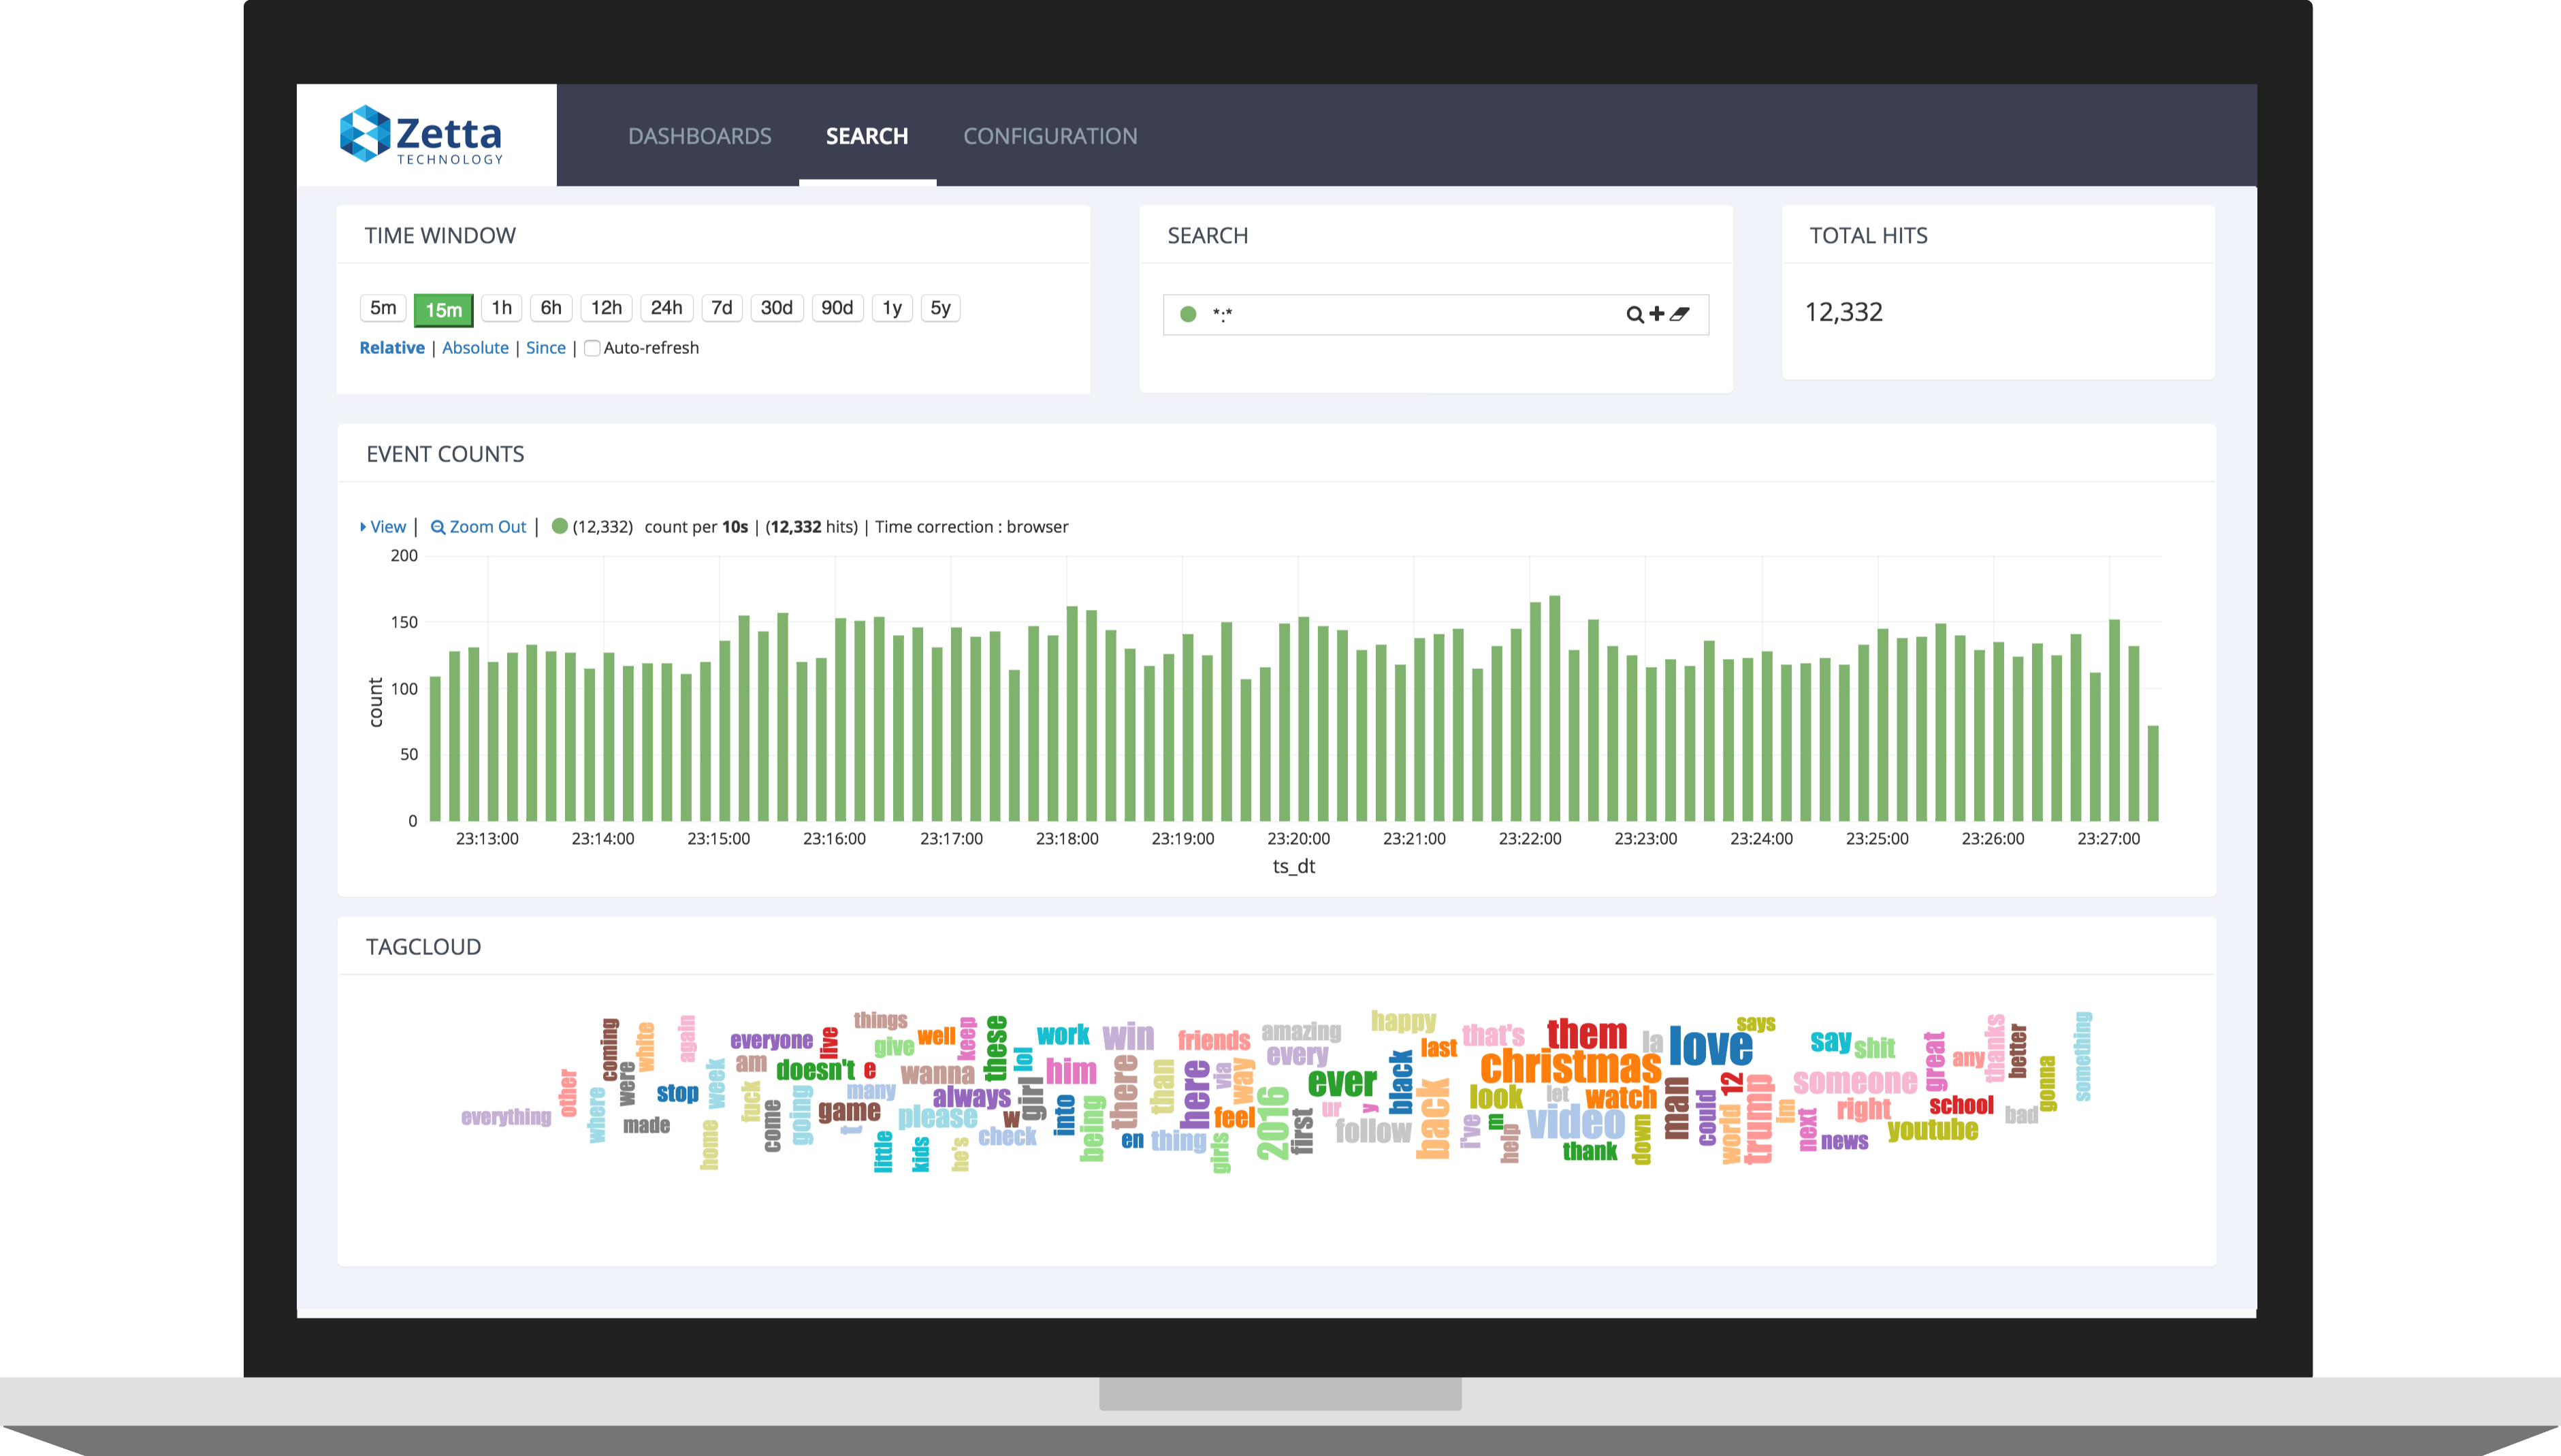 Zetta
TECHNOLOGY
DASHBOARDS SEARCH CONFIGURATION
TIME WINDOW
5m 15m 1h 6h 12h 24h 7d 30d 90d 1y 5y
Relative | Absolute | Since | Auto-refresh
SEARCH
*:*
TOTAL HITS
12,332
EVENT COUNTS
View | Zoom Out | (12,332) count per 10s | (12,332 hits) | Time correction : browser
200
150
100
50
0
count
23:13:00 23:14:00 23:15:00 23:16:00 23:17:00 23:18:00 23:19:00 23:20:00 23:21:00 23:22:00 23:23:00 23:24:00 23:25:00 23:26:00 23:27:00
ts_dt
TAGCLOUD
everything
other
where
coming
were
white
made
stop
again
week
home
everyone
am
fuck
come
doesn't
going
live
game
things
give
many
t
e
little
well
wanna
please
kids
keep
always
he's
check
these
w
lol
girl
work
him
into
being
win
there
en
than
thing
friends
here
via
way
feel
girls
amazing
every
2016
first
ever
ur
follow
y
happy
black
last
back
that's
christmas
look
i've
m
help
them
let
watch
video
thank
la
down
love
man
could
says
12
world
trump
im
say
shit
someone
right
next
news
great
any
school
youtube
thanks
better
bad
gonna
something